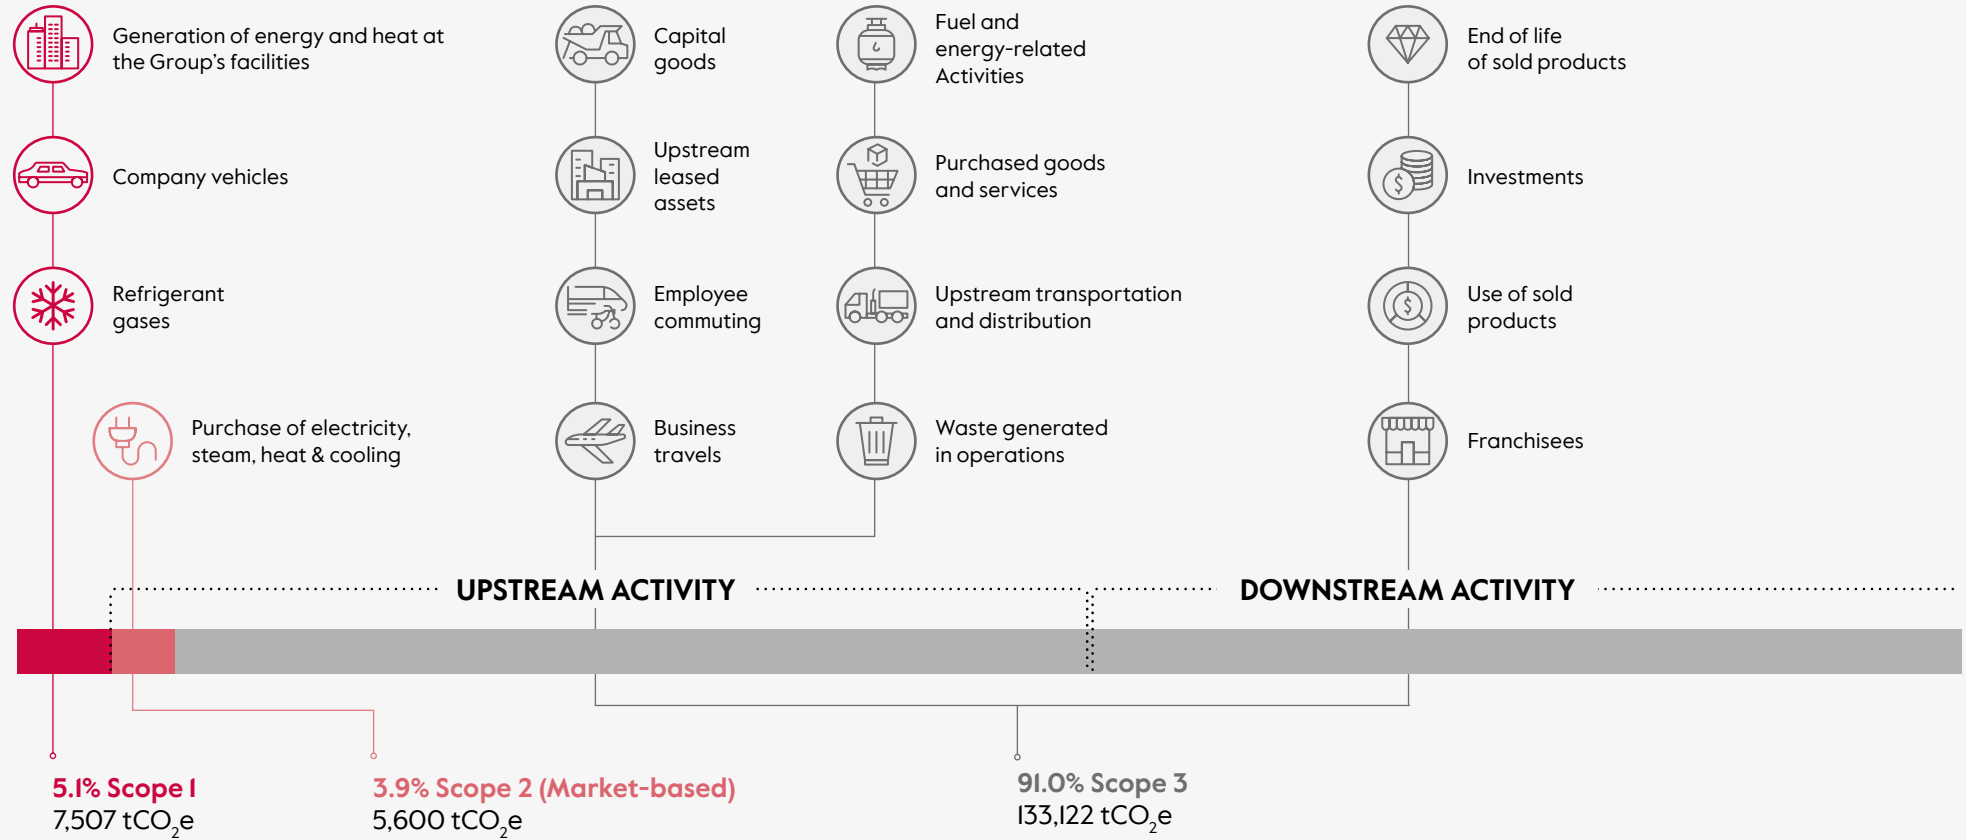 Generation of energy and heat at
the Group's facilities
Company vehicles
Refrigerant
gases
Purchase of electricity,
steam, heat & cooling
Capital
goods
Upstream
leased
assets
Employee
commuting
Business
travels
Fuel and
energy-related
Activities
Purchased goods
and services
Upstream transportation
and distribution
Waste generated
in operations
End of life
of sold products
$
Investments
$
Use of sold
products
Franchisees
UPSTREAM ACTIVITY
DOWNSTREAM ACTIVITY
5.1% Scope 1
7,507 tCO₂e
3.9% Scope 2 (Market-based)
5,600 tCO₂e
91.0% Scope 3
133,122 tCO₂e